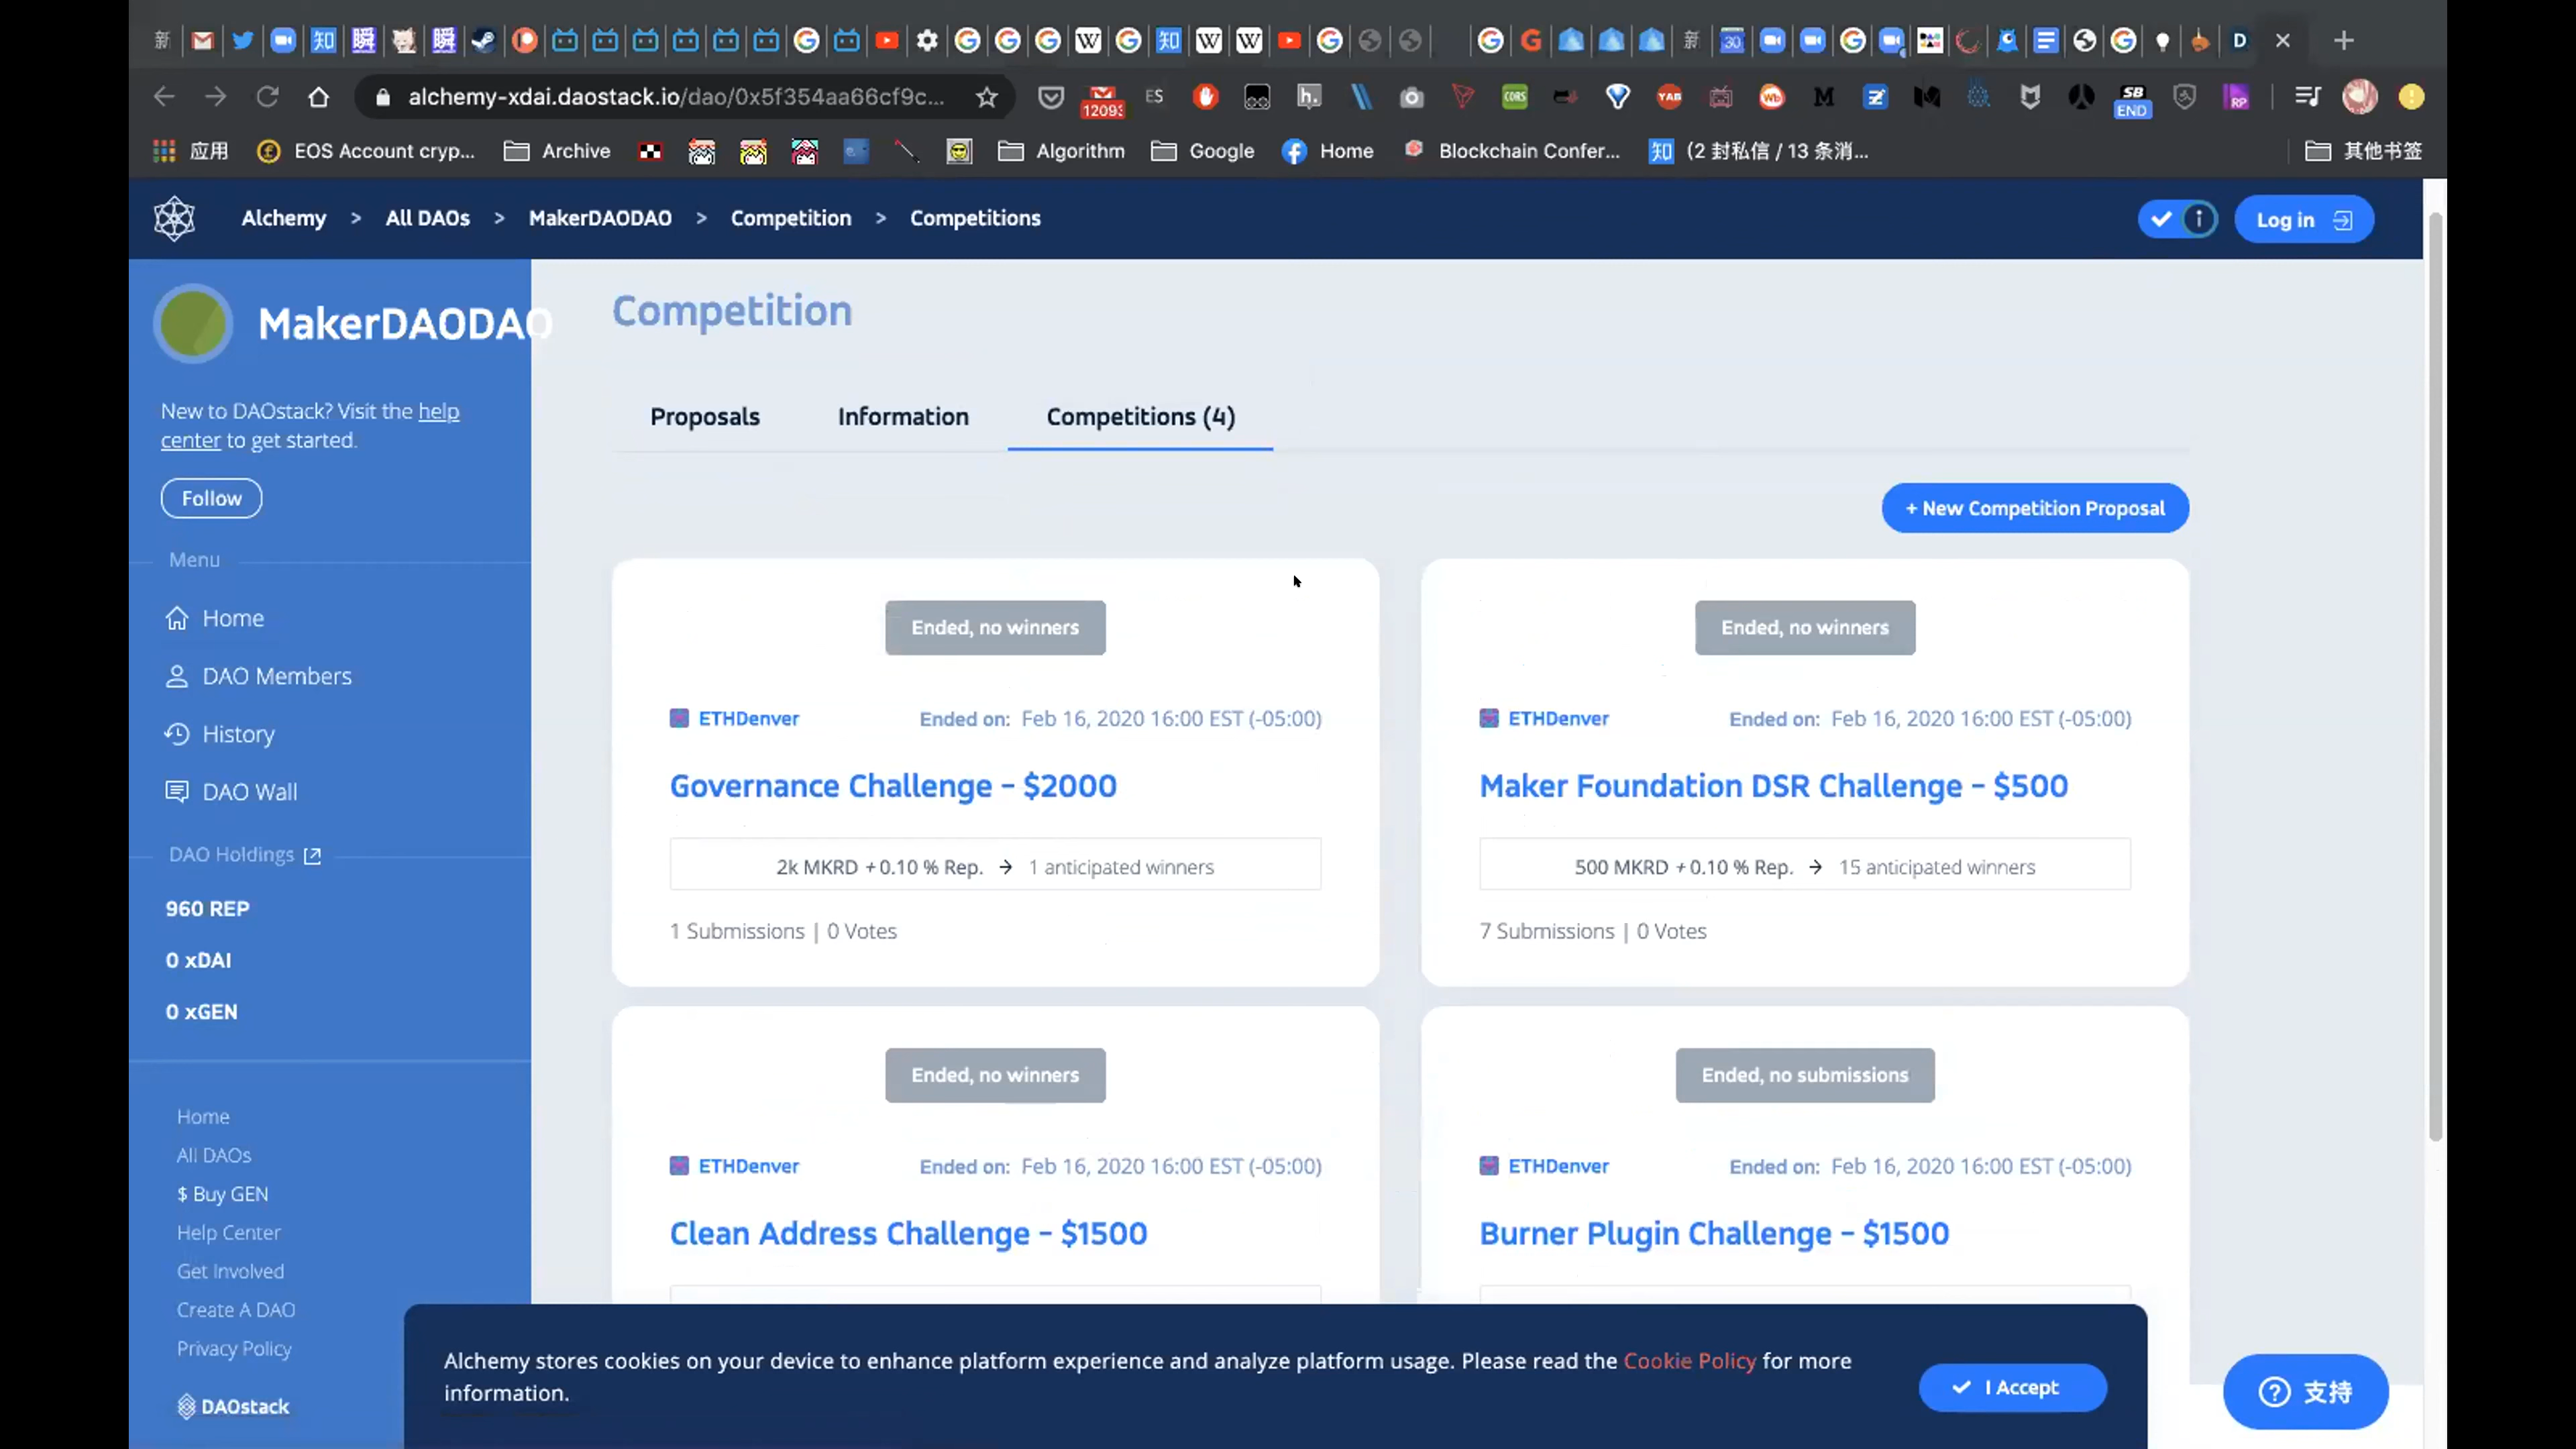 alchemy-xdai.daostack.io/dao/0x5f354aa66cf9c...
ES
1209
CORS
h.
YAB
SB
END
RP
应用
EOS Account cryp...
Archive
Algorithm
Google
Home
Blockchain Confer...
知
(2 封私信 / 13 条消...
其他书签
Alchemy > All DAOs > MakerDAODAO > Competition > Competitions
Log in
MakerDAODAO
New to DAOstack? Visit the help
center to get started.
Follow
Menu
Home
DAO Members
History
DAO Wall
DAO Holdings
960 REP
0 xDAI
0 xGEN
Home
All DAOs
$ Buy GEN
Help Center
Get Involved
Create A DAO
Privacy Policy
DAOstack
Competition
Proposals
Information
Competitions (4)
+ New Competition Proposal
Ended, no winners
ETHDenver
Ended on: Feb 16, 2020 16:00 EST (-05:00)
Governance Challenge - $2000
2k MKRD + 0.10 % Rep. → 1 anticipated winners
1 Submissions | 0 Votes
Ended, no winners
ETHDenver
Ended on: Feb 16, 2020 16:00 EST (-05:00)
Maker Foundation DSR Challenge - $500
500 MKRD + 0.10 % Rep. → 15 anticipated winners
7 Submissions | 0 Votes
Ended, no winners
ETHDenver
Ended on: Feb 16, 2020 16:00 EST (-05:00)
Clean Address Challenge - $1500
Ended, no submissions
ETHDenver
Ended on: Feb 16, 2020 16:00 EST (-05:00)
Burner Plugin Challenge - $1500
Alchemy stores cookies on your device to enhance platform experience and analyze platform usage. Please read the Cookie Policy for more
information.
I Accept
支持